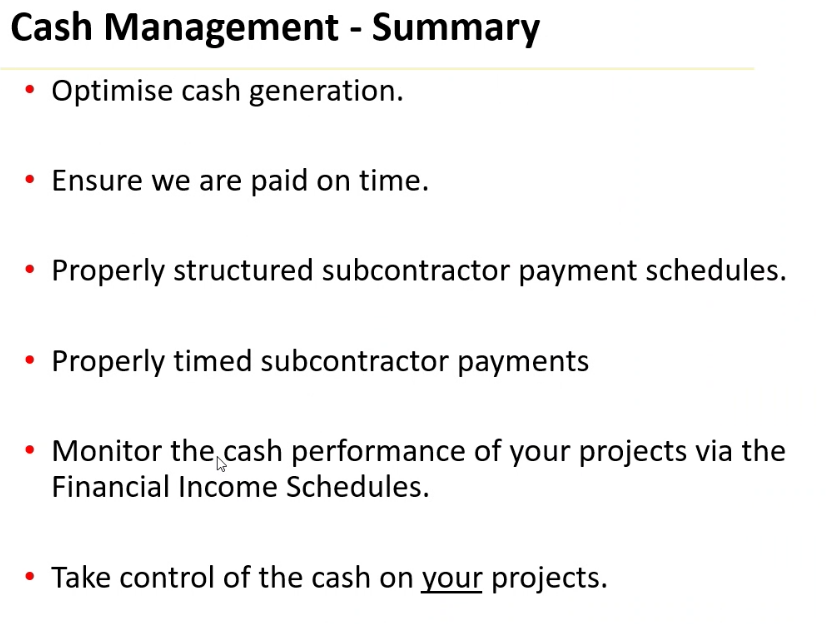 Cash Management - Summary
• Optimise cash generation.
• Ensure we are paid on time.
• Properly structured subcontractor payment schedules.
• Properly timed subcontractor payments
• Monitor the cash performance of your projects via the
Financial Income Schedules.
• Take control of the cash on your projects.